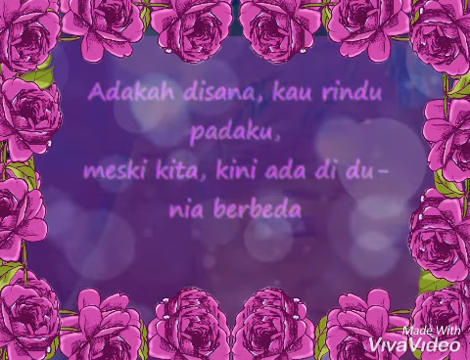 Adakah disana, kau rindu
padaku,
meski kita, kini ada di du-
nia berbeda
Made With
VivaVideo